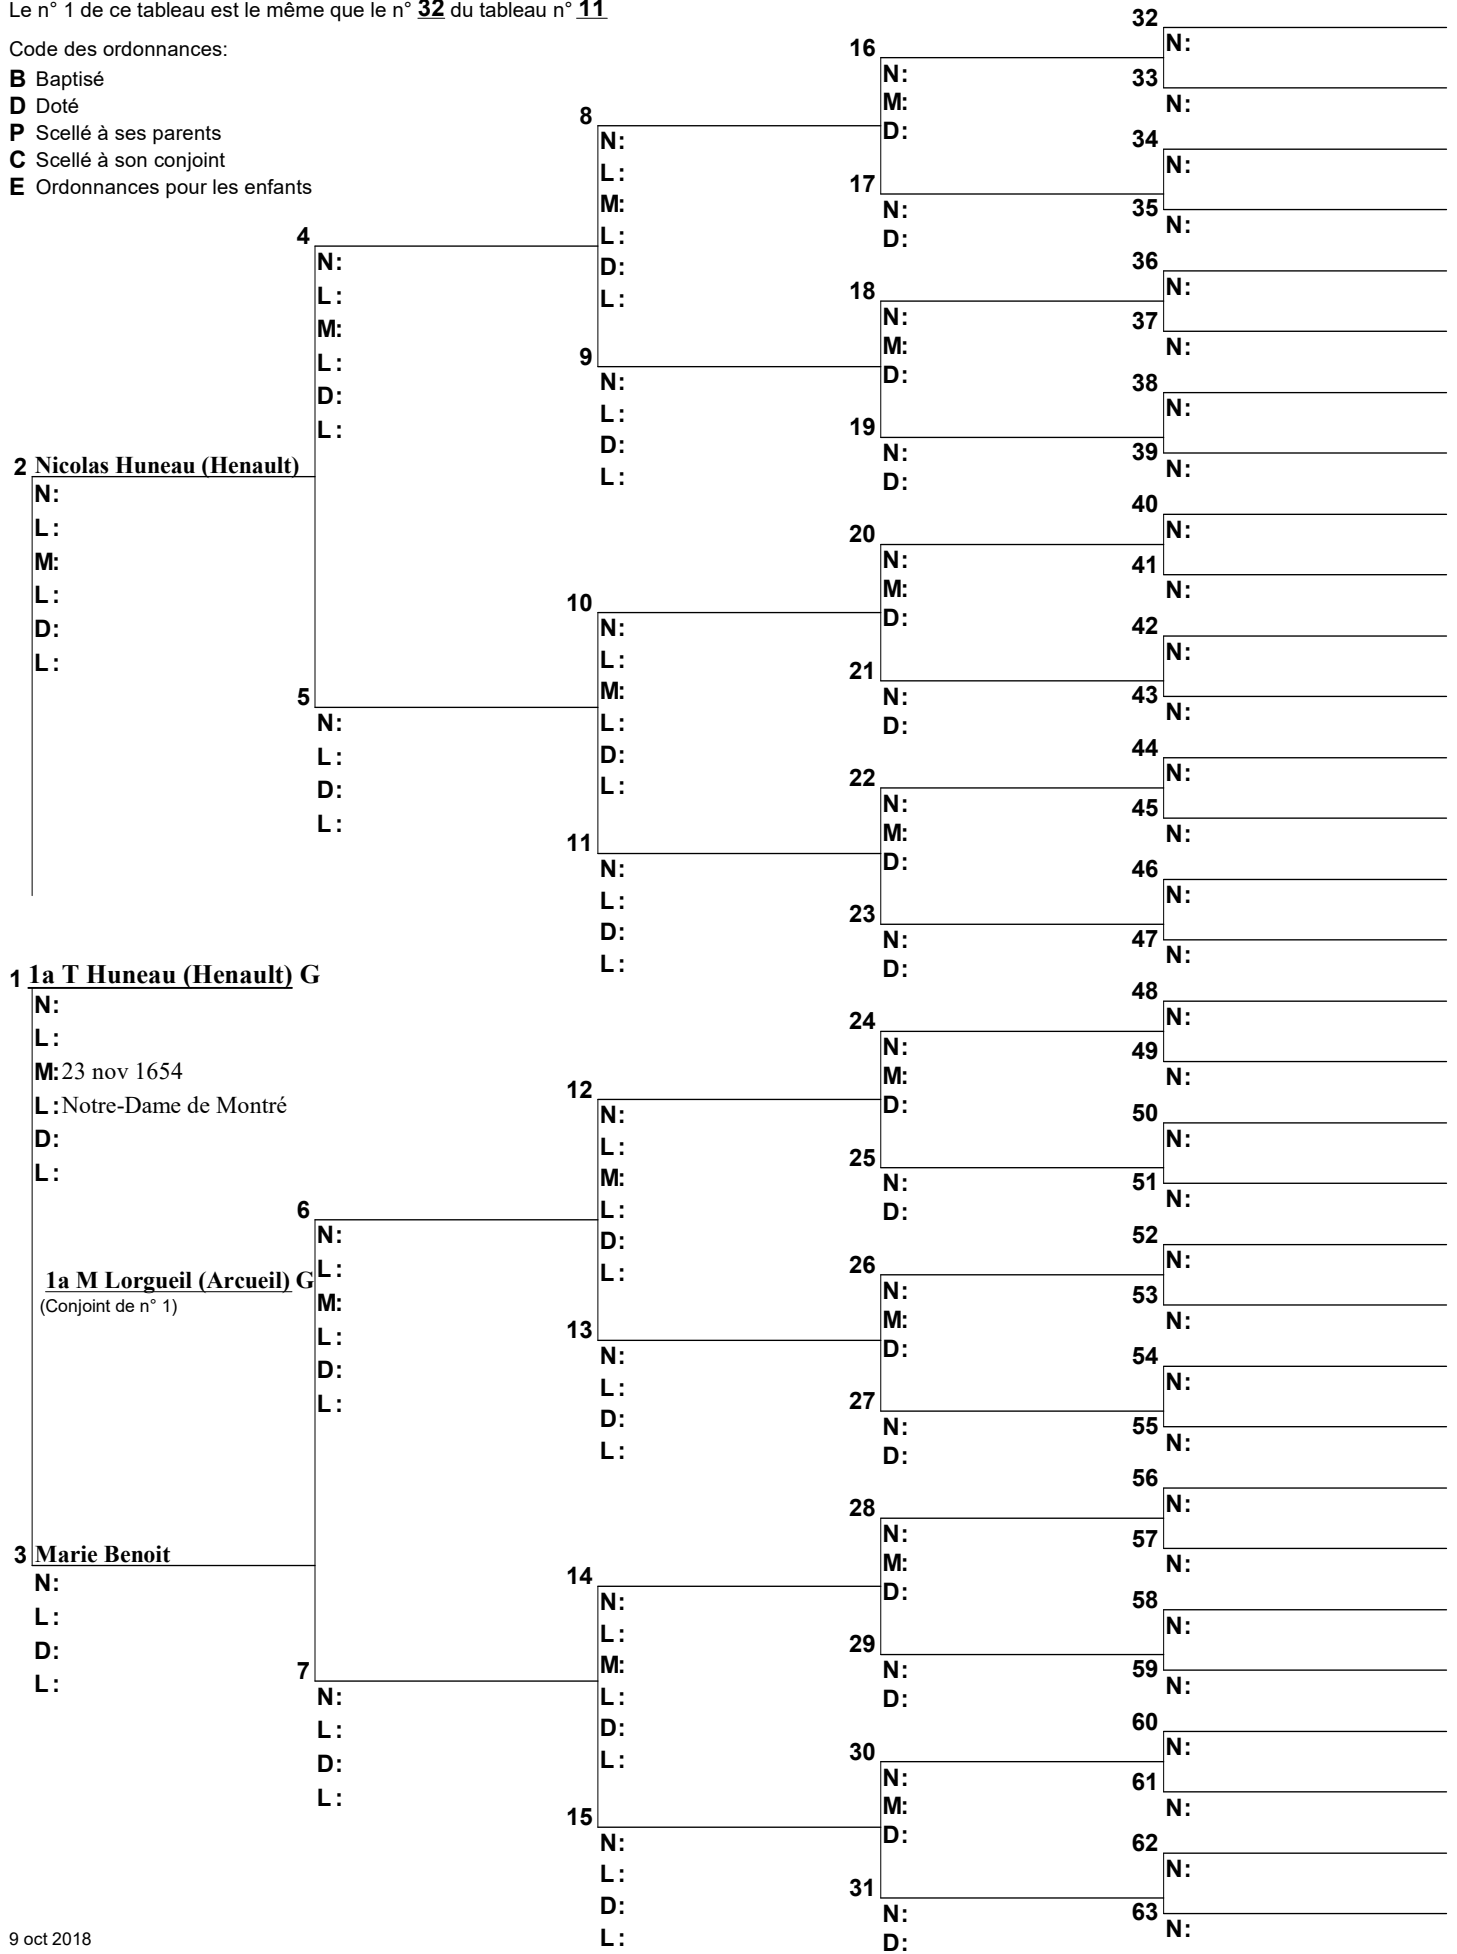 Le n° 1 de ce tableau est le même que le n° 32 du tableau n° 11
Code des ordonnances:
B Baptisé
D Doté
P Scellé à ses parents
C Scellé à son conjoint
E Ordonnances pour les enfants
2 Nicolas Huneau (Henault)
N:
L:
M:
L:
D:
L:
1 1a T Huneau (Henault) G
N:
L:
M: 23 nov 1654
L: Notre-Dame de Montré
D:
L:
1a M Lorgueil (Arcueil) G
(Conjoint de n° 1)
3 Marie Benoit
N:
L:
D:
L:
4
N:
L:
M:
L:
D:
L:
5
N:
L:
D:
L:
6
N:
L:
M:
L:
D:
L:
7
N:
L:
D:
L:
8
N:
L:
M:
L:
D:
L:
9
N:
L:
D:
L:
10
N:
L:
M:
L:
D:
L:
11
N:
L:
D:
L:
12
N:
L:
M:
L:
D:
L:
13
N:
L:
D:
L:
14
N:
L:
M:
L:
D:
L:
15
N:
L:
D:
L:
16
N:
M:
D:
17
N:
D:
18
N:
M:
D:
19
N:
D:
20
N:
M:
D:
21
N:
D:
22
N:
M:
D:
23
N:
D:
24
N:
M:
D:
25
N:
D:
26
N:
M:
D:
27
N:
D:
28
N:
M:
D:
29
N:
D:
30
N:
M:
D:
31
N:
D:
32
N:
33
N:
34
N:
35
N:
36
N:
37
N:
38
N:
39
N:
40
N:
41
N:
42
N:
43
N:
44
N:
45
N:
46
N:
47
N:
48
N:
49
N:
50
N:
51
N:
52
N:
53
N:
54
N:
55
N:
56
N:
57
N:
58
N:
59
N:
60
N:
61
N:
62
N:
63
N:
9 oct 2018